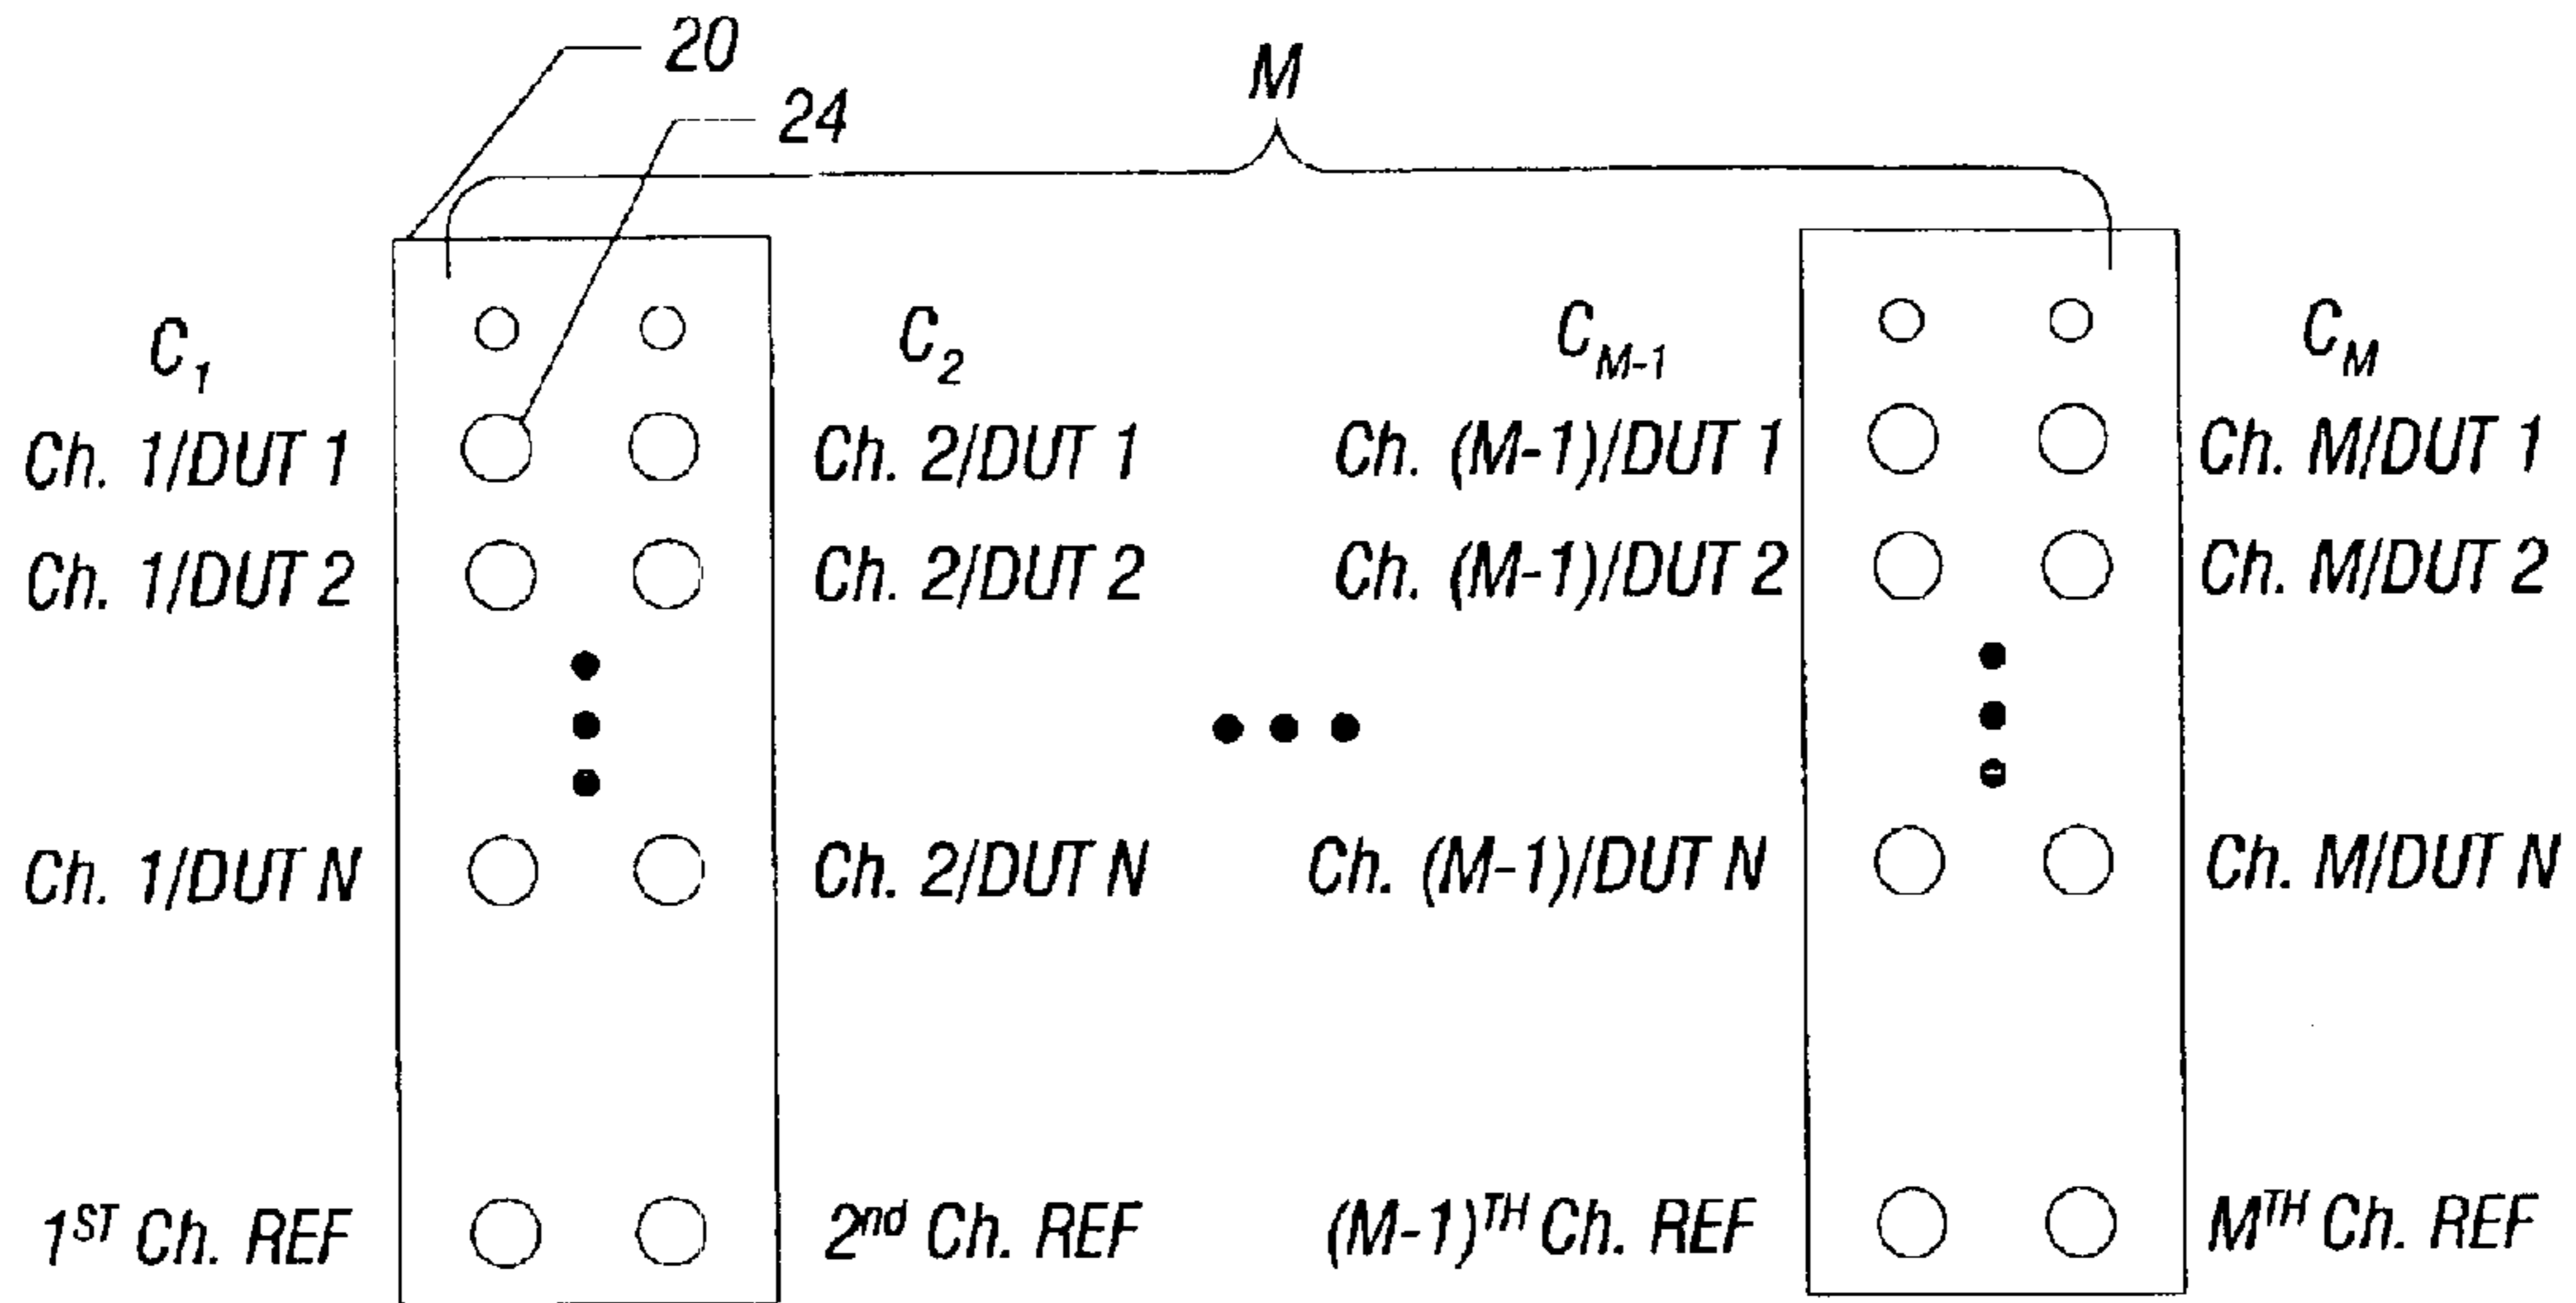 20
24
M
C₁ C₂ C_{M-1} C_M
Ch. 1/DUT 1 Ch. 2/DUT 1 Ch. (M-1)/DUT 1 Ch. M/DUT 1
Ch. 1/DUT 2 Ch. 2/DUT 2 Ch. (M-1)/DUT 2 Ch. M/DUT 2
Ch. 1/DUT N Ch. 2/DUT N Ch. (M-1)/DUT N Ch. M/DUT N
1ST Ch. REF 2nd Ch. REF (M-1)TH Ch. REF MTH Ch. REF